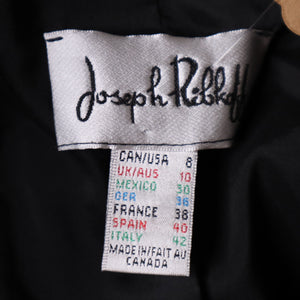 Joseph Ribkoff
CAN/USA 8
UK/AUS 10
MEXICO 30
GER 36
FRANCE 38
SPAIN 40
ITALY 42
MADE IN/FAIT AU
CANADA